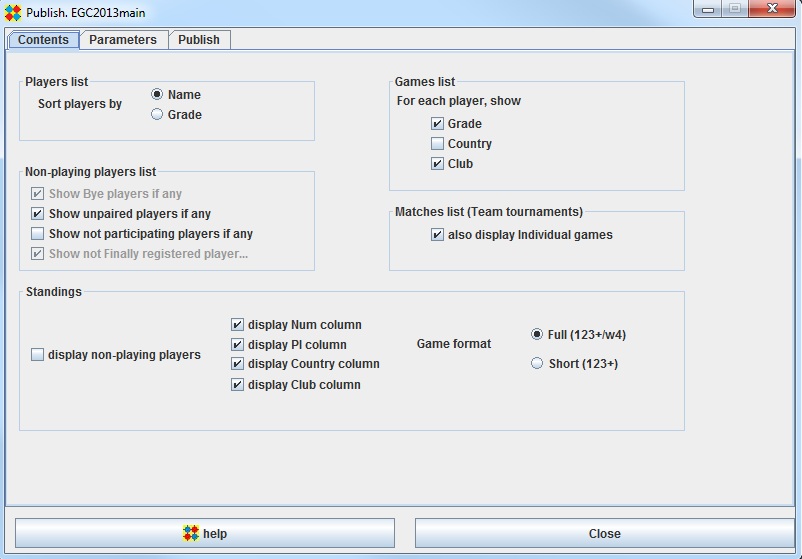 Publish. EGC2013main
Contents Parameters Publish
Players list
Sort players by
Name
Grade
Games list
For each player, show
Grade
Country
Club
Non-playing players list
Show Bye players if any
Show unpaired players if any
Show not participating players if any
Show not Finally registered player...
Matches list (Team tournaments)
also display Individual games
Standings
display non-playing players
display Num column
display Pl column
display Country column
display Club column
Game format
Full (123+/w4)
Short (123+)
help
Close